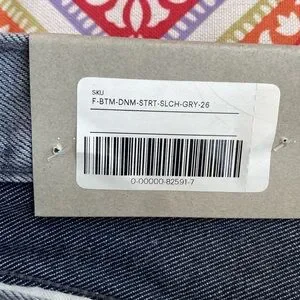 SKU
F-BTM-DNM-STRT-SLCH-GRY-26
0-00000-82591-7